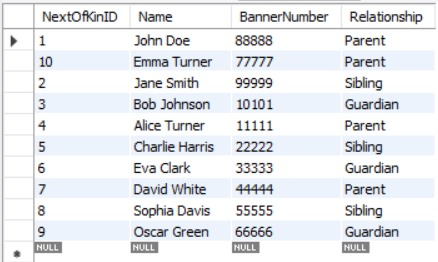 NextOfKinID Name BannerNumber Relationship
1 John Doe 88888 Parent
10 Emma Turner 77777 Parent
2 Jane Smith 99999 Sibling
3 Bob Johnson 10101 Guardian
4 Alice Turner 11111 Parent
5 Charlie Harris 22222 Sibling
6 Eva Clark 33333 Guardian
7 David White 44444 Parent
8 Sophia Davis 55555 Sibling
9 Oscar Green 66666 Guardian
NULL NULL NULL NULL